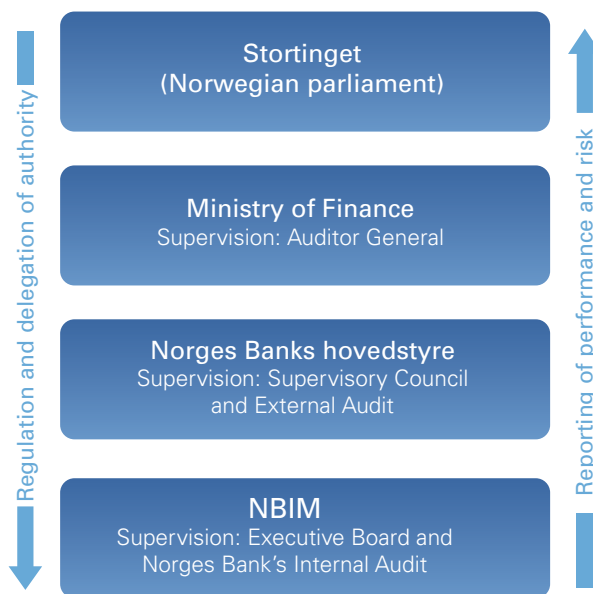 Stortinget
(Norwegian parliament)
Ministry of Finance
Supervision: Auditor General
Norges Banks hovedstyre
Supervision: Supervisory Council
and External Audit
NBIM
Supervision: Executive Board and
Norges Bank's Internal Audit
Regulation and delegation of authority
Reporting of performance and risk